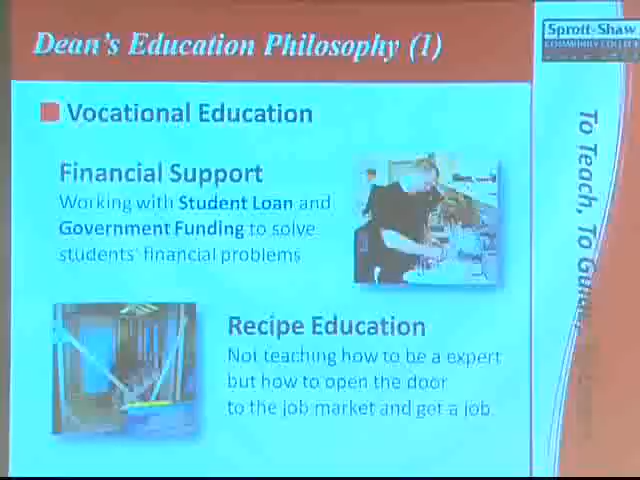 Dean's Education Philosophy (1)
Sprott-Shaw
COMMUNITY COLLEGE
Vocational Education
Financial Support
Working with Student Loan and
Government Funding to solve
students' financial problems
Recipe Education
Not teaching how to be a expert
but how to open the door
to the job market and get a job.
To Teach, To